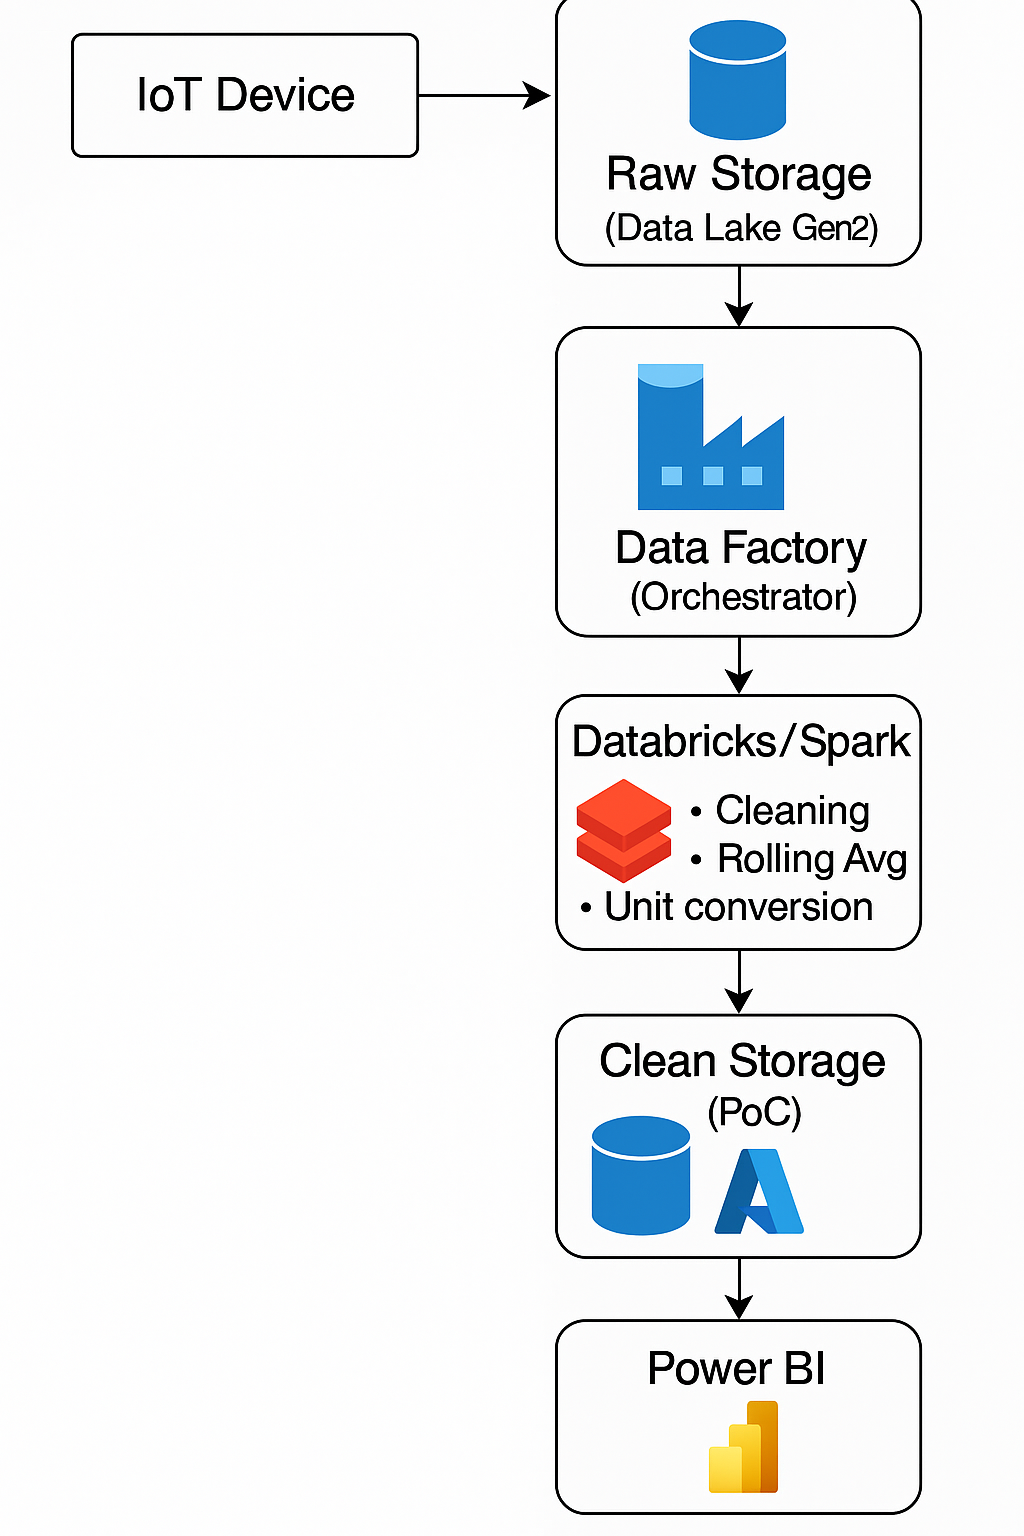 IoT Device
Raw Storage
(Data Lake Gen2)
Data Factory
(Orchestrator)
Databricks/Spark
• Cleaning
• Rolling Avg
• Unit conversion
Clean Storage
(PoC)
Power BI